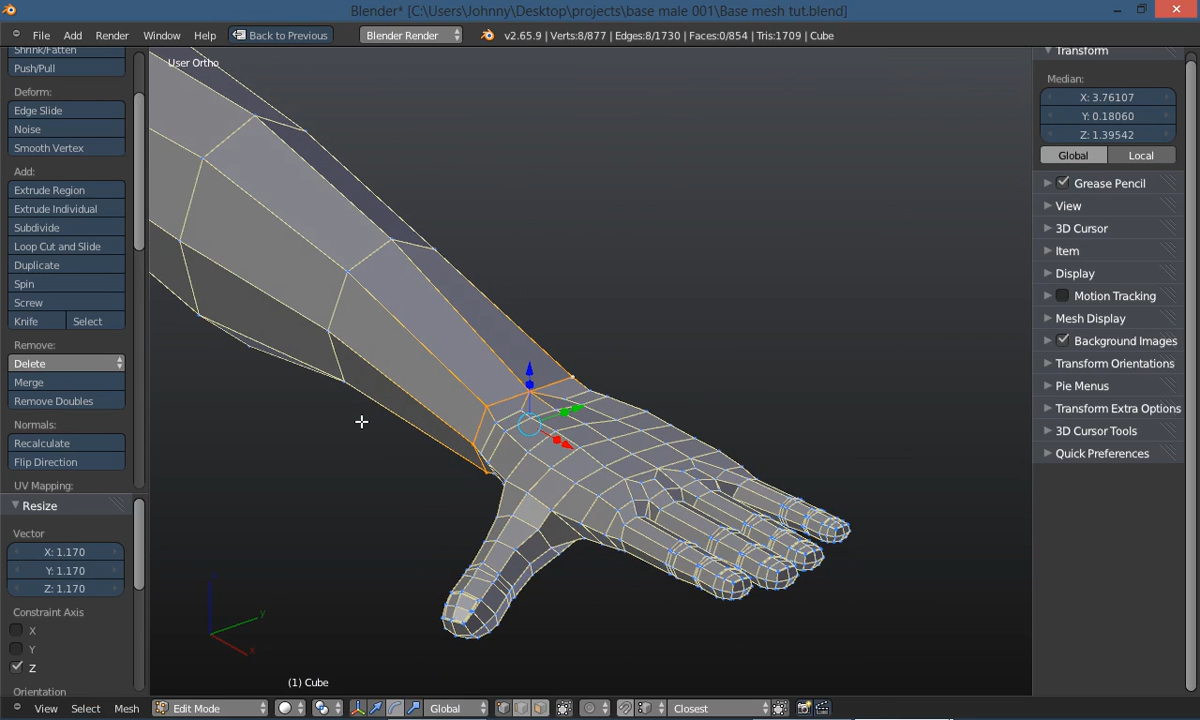 Blender* [C:\Users\Johnny\Desktop\projects\base male 001\Base mesh tut.blend]
File Add Render Window Help Back to Previous Blender Render v2.65.9 | Verts:8/877 | Edges:8/1730 | Faces:0/854 | Tris:1709 | Cube
Shrink/Fatten
Push/Pull
Deform:
Edge Slide
Noise
Smooth Vertex
Add:
Extrude Region
Extrude Individual
Subdivide
Loop Cut and Slide
Duplicate
Spin
Screw
Knife Select
Remove:
Delete
Merge
Remove Doubles
Normals:
Recalculate
Flip Direction
UV Mapping:
Resize
Vector
X: 1.170
Y: 1.170
Z: 1.170
Constraint Axis
X
Y
Z
Orientation
User Ortho
(1) Cube
Transform
Median:
X: 3.76107
Y: 0.18060
Z: 1.39542
Global Local
Grease Pencil
View
3D Cursor
Item
Display
Motion Tracking
Mesh Display
Background Images
Transform Orientations
Pie Menus
Transform Extra Options
3D Cursor Tools
Quick Preferences
View Select Mesh Edit Mode Global Closest